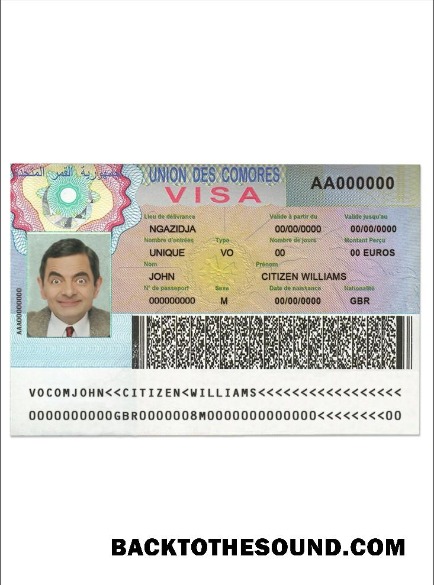 جمهورية القمر المتحدة
UNION DES COMORES
VISA
AA000000
Lieu de délivrance Valide à partir du Valide jusqu'au
NGAZIDJA 00/00/0000 00/00/0000
Nombre d'entrées Type Nombre de jours Montant Perçu
UNIQUE VO 00 00 EUROS
Nom Prénom
JOHN CITIZEN WILLIAMS
N° de passeport Sexe Date de naissance Nationalité
000000000 M 00/00/0000 GBR
AAA0000000
VOCOMJOHN<<CITIZEN<WILLIAMS<<<<<<<<<<<<<<<<<
0000000000GBR0000008M0000000000000<<<<<<<<00
BACKTOTHESOUND.COM